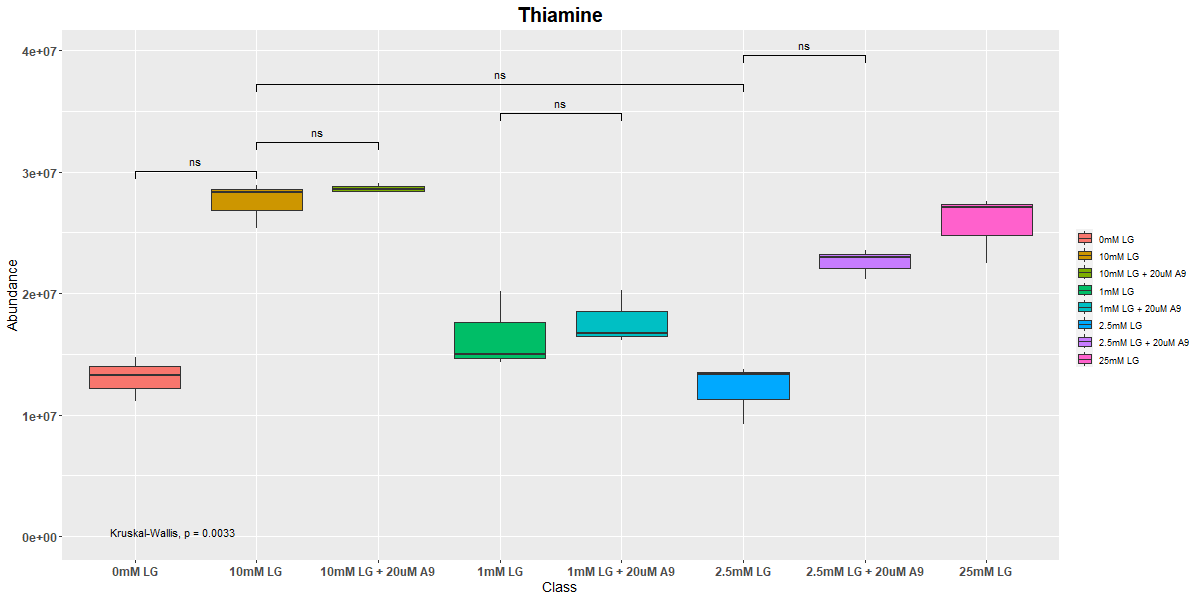 Thiamine
4e+07
3e+07
2e+07
1e+07
0e+00
Abundance
ns
ns
ns
ns
ns
Kruskal-Wallis, p = 0.0033
0mM LG
10mM LG
10mM LG + 20uM A9
1mM LG
1mM LG + 20uM A9
2.5mM LG
2.5mM LG + 20uM A9
25mM LG
Class
0mM LG
10mM LG
10mM LG + 20uM A9
1mM LG
1mM LG + 20uM A9
2.5mM LG
2.5mM LG + 20uM A9
25mM LG